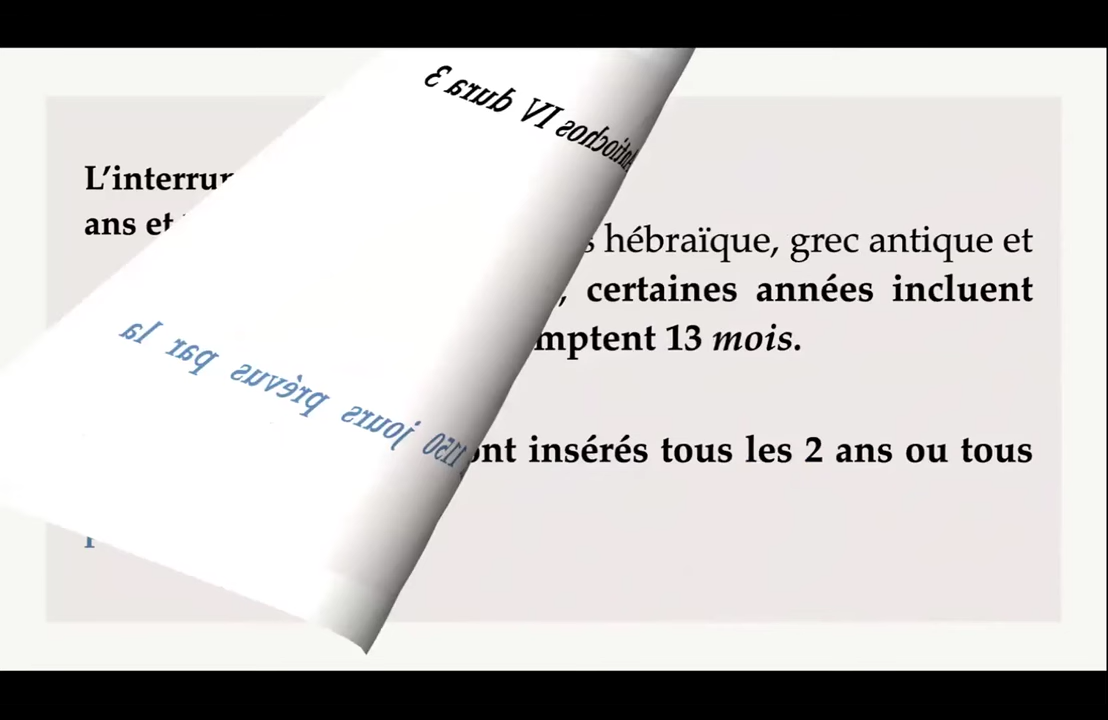 L'interrup
ans et
Antiochos IV dura 3
hébraïque, grec antique et
, certaines années incluent
mptent 13 mois.
1150 jours prévus par la
ont insérés tous les 2 ans ou tous